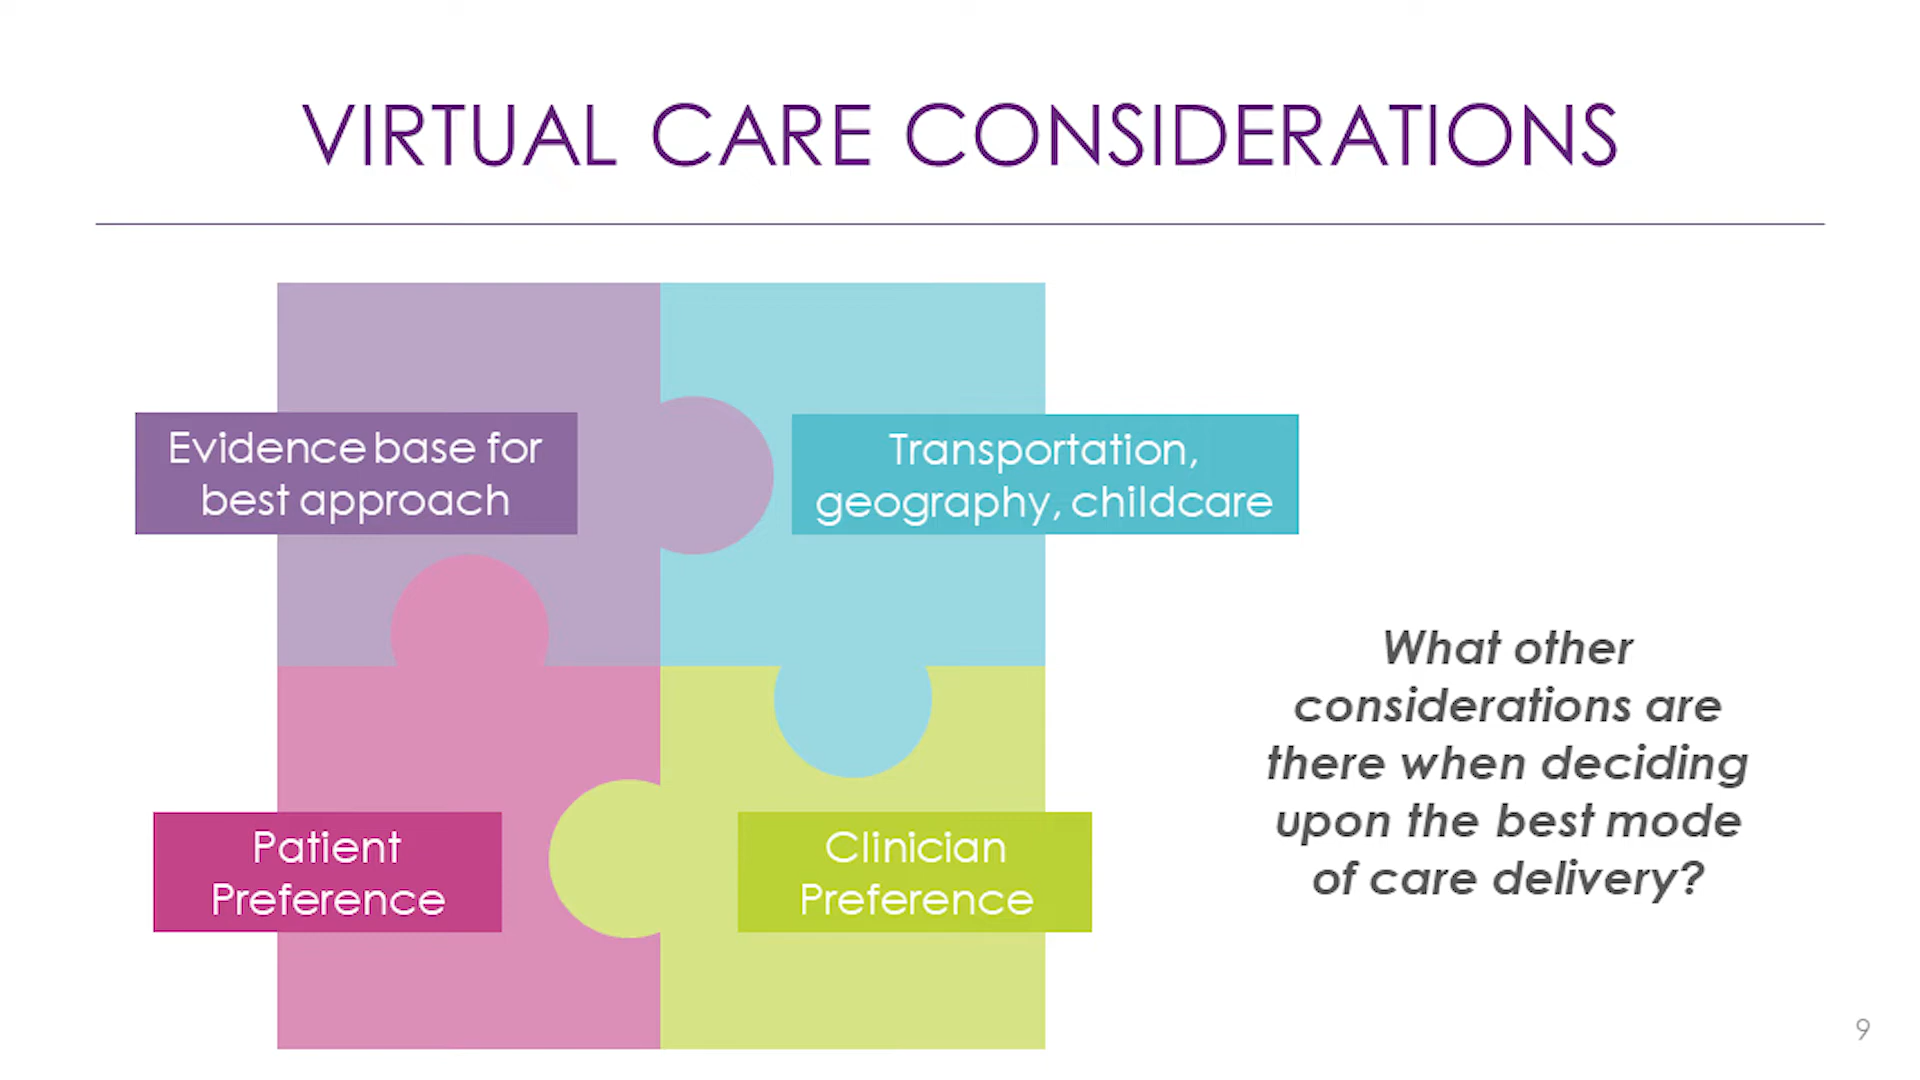 VIRTUAL CARE CONSIDERATIONS
Evidence base for
best approach
Transportation,
geography, childcare
Patient
Preference
Clinician
Preference
What other
considerations are
there when deciding
upon the best mode
of care delivery?
9